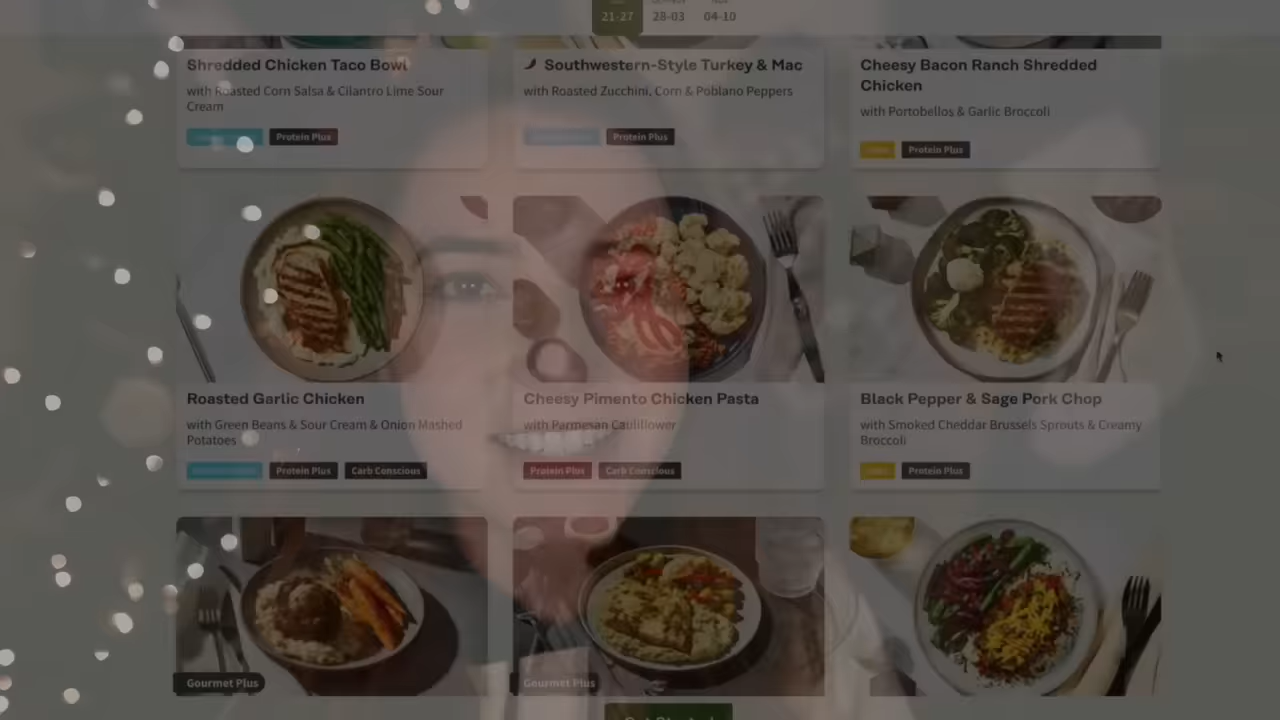 21-27
28-03
04-10
Shredded Chicken Taco Bowl
with Roasted Corn Salsa & Cilantro Lime Sour
Cream
Protein Plus
Southwestern-Style Turkey & Mac
with Roasted Zucchini, Corn & Poblano Peppers
Protein Plus
Cheesy Bacon Ranch Shredded
Chicken
with Portobellos & Garlic Broccoli
Protein Plus
Roasted Garlic Chicken
with Green Beans & Sour Cream & Onion Mashed
Potatoes
Protein Plus Carb Conscious
Cheesy Pimento Chicken Pasta
with Parmesan Cauliflower
Protein Plus Carb Conscious
Black Pepper & Sage Pork Chop
with Smoked Cheddar Brussels Sprouts & Creamy
Broccoli
Protein Plus
Gourmet Plus
Gourmet Plus